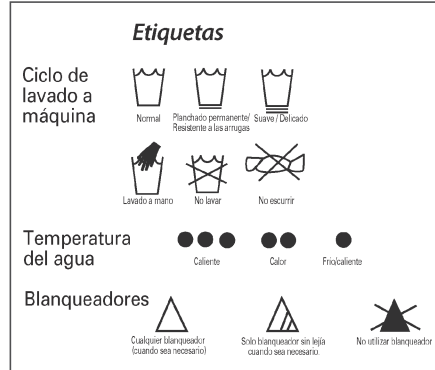 Etiquetas
Ciclo de
lavado a
máquina
Normal
Planchado permanente/
Resistente a las arrugas
Suave / Delicado
Lavado a mano
No lavar
No escurrir
Temperatura
del agua
Caliente
Calor
Frio/caliente
Blanqueadores
Cualquier blanqueador
(cuando sea necesario)
Solo blanqueador sin lejía
cuando sea necesario.
No utilizar blanqueador